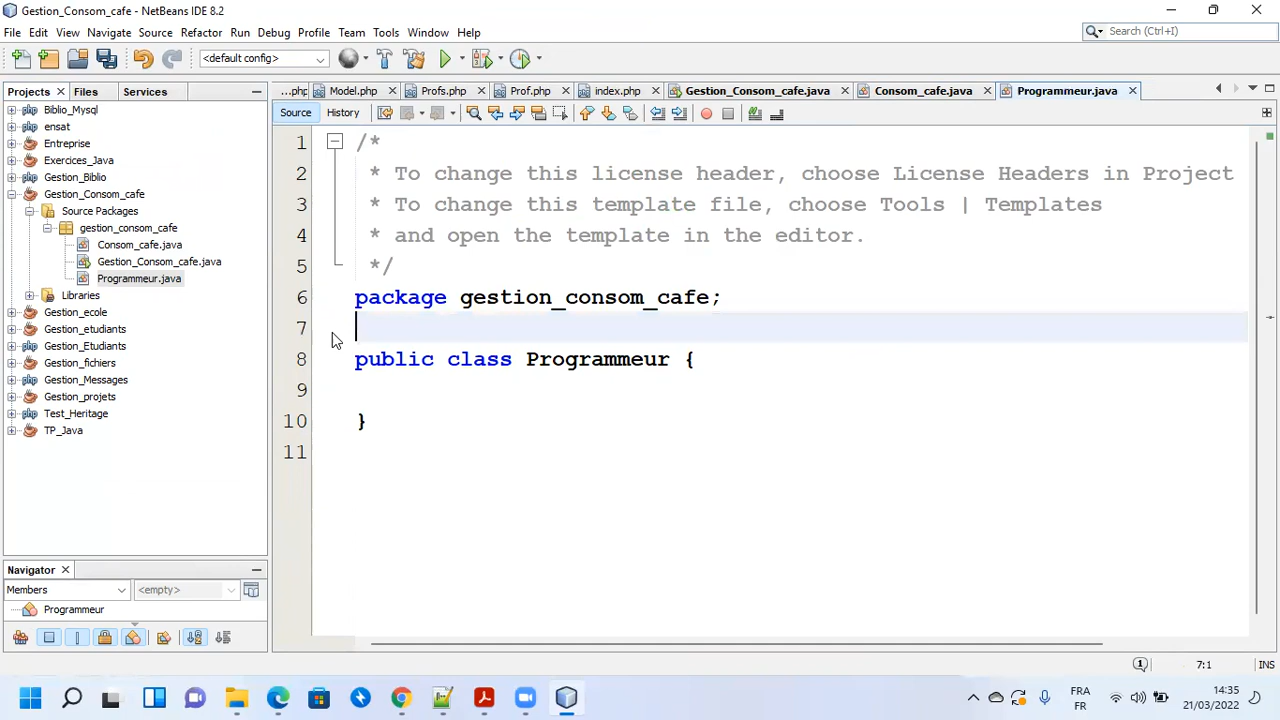 Gestion_Consom_cafe - NetBeans IDE 8.2
File Edit View Navigate Source Refactor Run Debug Profile Team Tools Window Help
Search (Ctrl+I)
<default config>
Projects Files Services
...php Model.php Profs.php Prof.php index.php Gestion_Consom_cafe.java Consom_cafe.java Programmeur.java
Source History
Biblio_Mysql
ensat
Entreprise
Exercices_Java
Gestion_Biblio
Gestion_Consom_cafe
Source Packages
gestion_consom_cafe
Consom_cafe.java
Gestion_Consom_cafe.java
Programmeur.java
Libraries
Gestion_ecole
Gestion_etudiants
Gestion_Etudiants
Gestion_fichiers
Gestion_Messages
Gestion_projets
Test_Heritage
TP_Java
1 /*
2 * To change this license header, choose License Headers in Project
3 * To change this template file, choose Tools | Templates
4 * and open the template in the editor.
5 */
6 package gestion_consom_cafe;
7
8 public class Programmeur {
9
10 }
11
Navigator
Members <empty>
Programmeur
1 7:1 INS
FRA
FR
14:35
21/03/2022